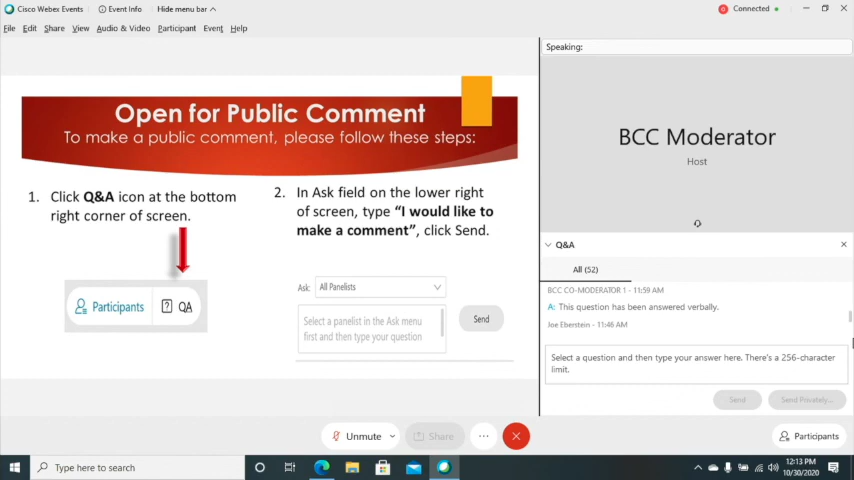 Cisco Webex Events
Event Info
Hide menu bar
Connected
File Edit Share View Audio & Video Participant Event Help
Open for Public Comment
To make a public comment, please follow these steps:
1. Click Q&A icon at the bottom
right corner of screen.
Participants
QA
2. In Ask field on the lower right
of screen, type “I would like to
make a comment”, click Send.
Ask:
All Panelists
Select a panelist in the Ask menu
first and then type your question
Send
Speaking:
BCC Moderator
Host
Q&A
All (52)
BCC CO-MODERATOR 1 - 11:59 AM
A: This question has been answered verbally.
Joe Eberstein - 11:46 AM
Select a question and then type your answer here. There's a 256-character
limit.
Send
Send Privately...
Unmute
Share
Participants
Type here to search
12:13 PM
10/30/2020